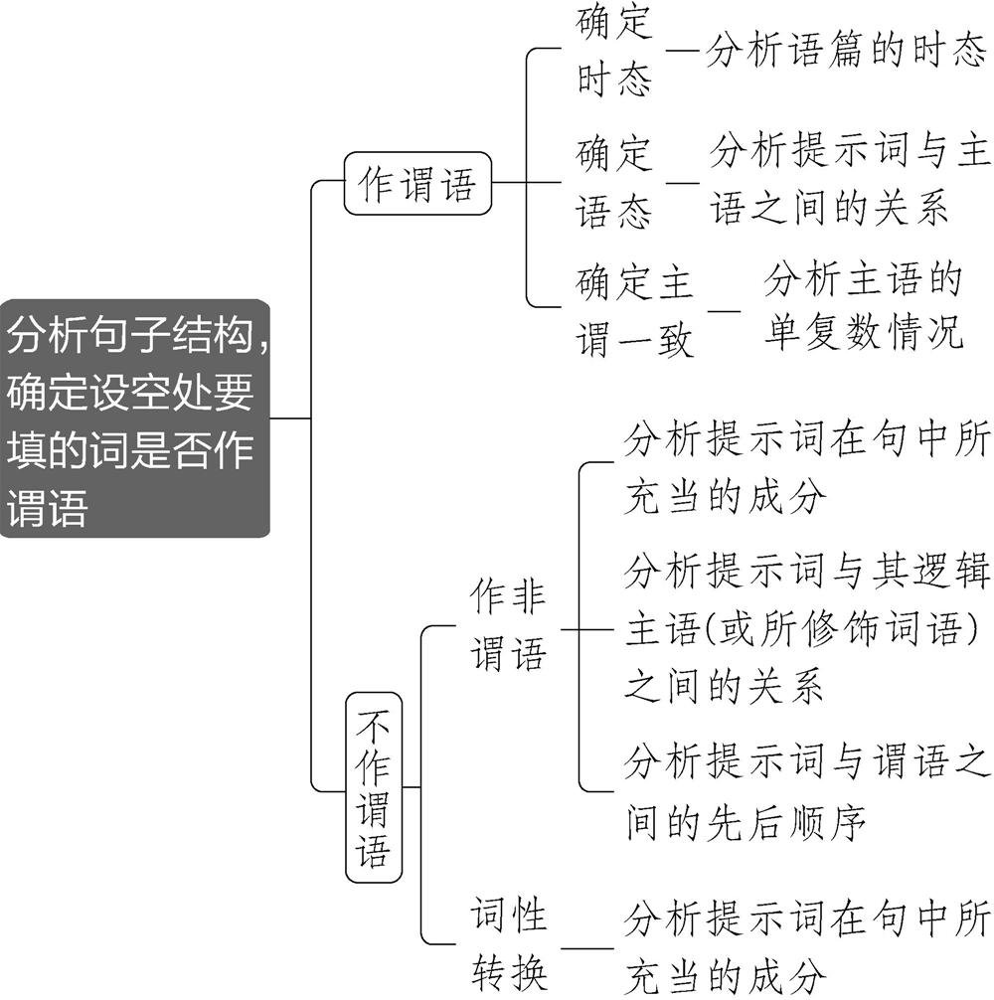 分析句子结构,
确定设空处要
填的词是否作
谓语
作谓语
确定
时态
分析语篇的时态
确定
语态
分析提示词与主
语之间的关系
确定主
谓一致
分析主语的
单复数情况
不作谓语
作非
谓语
分析提示词在句中所
充当的成分
分析提示词与其逻辑
主语(或所修饰词语)
之间的关系
分析提示词与谓语之
间的先后顺序
词性
转换
分析提示词在句中所
充当的成分